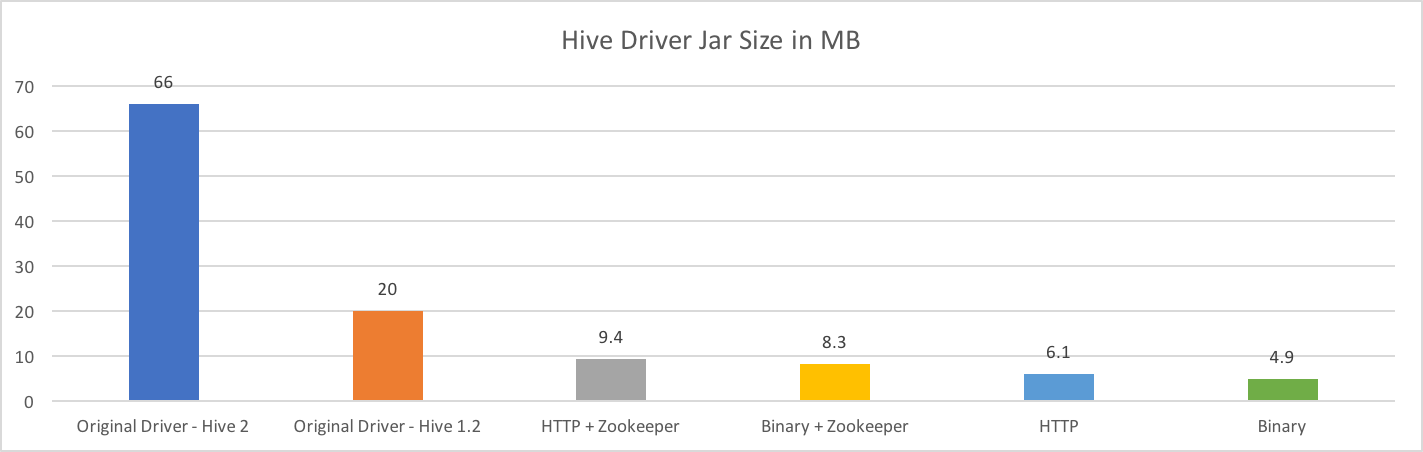 Hive Driver Jar Size in MB
70
60
50
40
30
20
10
0
66
20
9.4
8.3
6.1
4.9
Original Driver - Hive 2
Original Driver - Hive 1.2
HTTP + Zookeeper
Binary + Zookeeper
HTTP
Binary